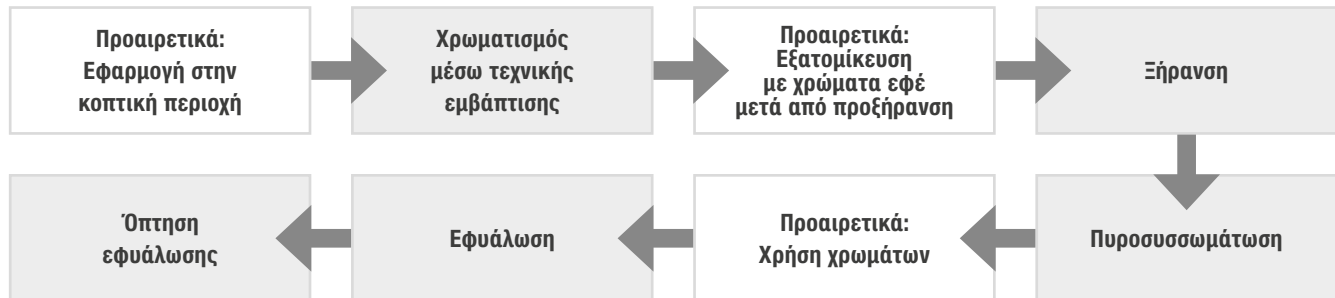 Προαιρετικά:
Εφαρμογή στην
κοπτική περιοχή
Χρωματισμός
μέσω τεχνικής
εμβάπτισης
Προαιρετικά:
Εξατομίκευση
με χρώματα εφέ
μετά από προξήρανση
Ξήρανση
Πυροσυσσωμάτωση
Προαιρετικά:
Χρήση χρωμάτων
Εφυάλωση
Όπτηση
εφυάλωσης